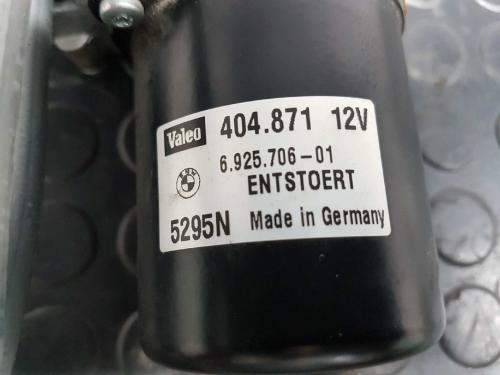 Valeo 404.871 12V
6.925.706-01
ENTSTOERT
5295N Made in Germany